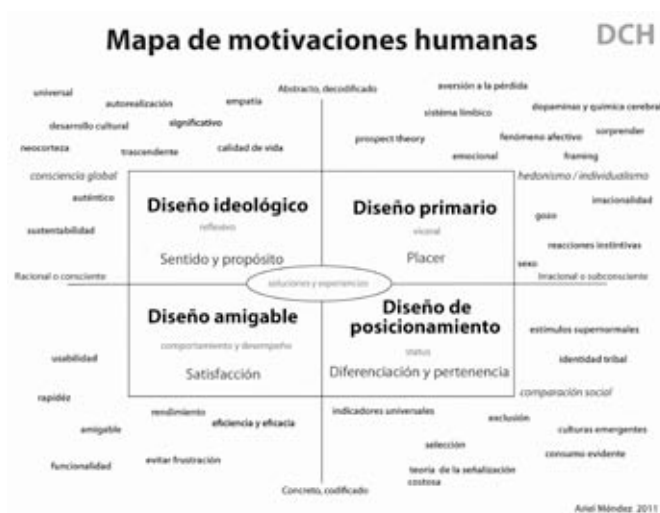 Mapa de motivaciones humanas
DCH
universal
autorealización
empatía
Abstracto, decodificado
aversión a la pérdida
desarrollo cultural
significativo
sistéma límbico
dopaminas y química cerebral
neocorteza
trascendente
calidad de vida
prospect theory
fenómeno afectivo
sorprender
emocional
framing
consciencia global
hedonismo / individualismo
auténtico
Diseño ideológico
Diseño primario
irracionalidad
reflexivo
visceral
gozo
sustentabilidad
Sentido y propósito
Placer
reacciones instintivas
sexo
Racional o consciente
soluciones y experiencias
Irracional o subconsciente
Diseño amigable
Diseño de
posicionamiento
estímulos supernormales
usabilidad
comportamiento y desempeño
status
identidad tribal
Satisfacción
Diferenciación y pertenencia
rapidéz
comparación social
rendimiento
indicadores universales
amigable
eficiencia y eficacia
exclusión
culturas emergentes
selección
consumo evidente
funcionalidad
evitar frustración
teoría de la señalización
costosa
Concreto, codificado
Ariel Méndez 2011